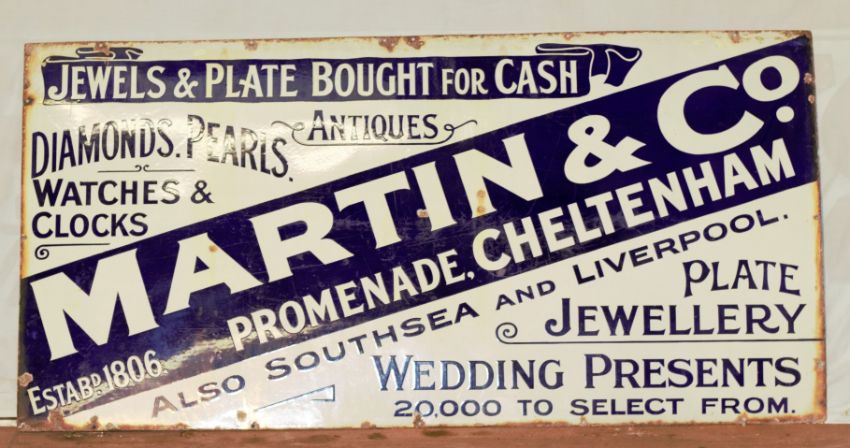 JEWELS & PLATE BOUGHT FOR CASH
DIAMONDS. PEARLS.
ANTIQUES
WATCHES &
CLOCKS
MARTIN & Co.
PROMENADE, CHELTENHAM
ESTABD. 1806.
ALSO SOUTHSEA AND LIVERPOOL.
PLATE
JEWELLERY
WEDDING PRESENTS
20,000 TO SELECT FROM.